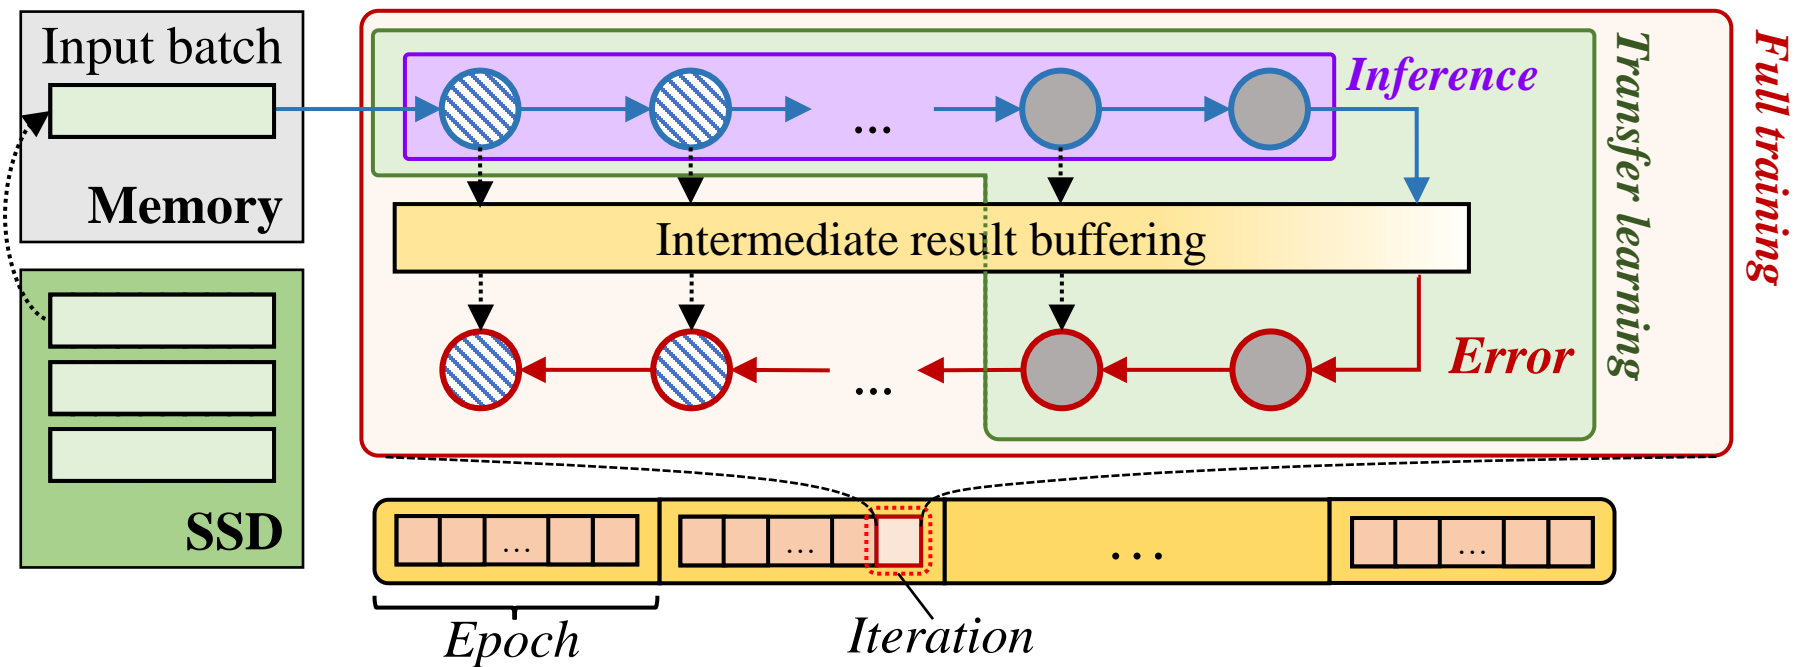 Input batch
Memory
SSD
Inference
...
Intermediate result buffering
Error
...
Transfer learning
Full training
...
...
...
...
Epoch
Iteration